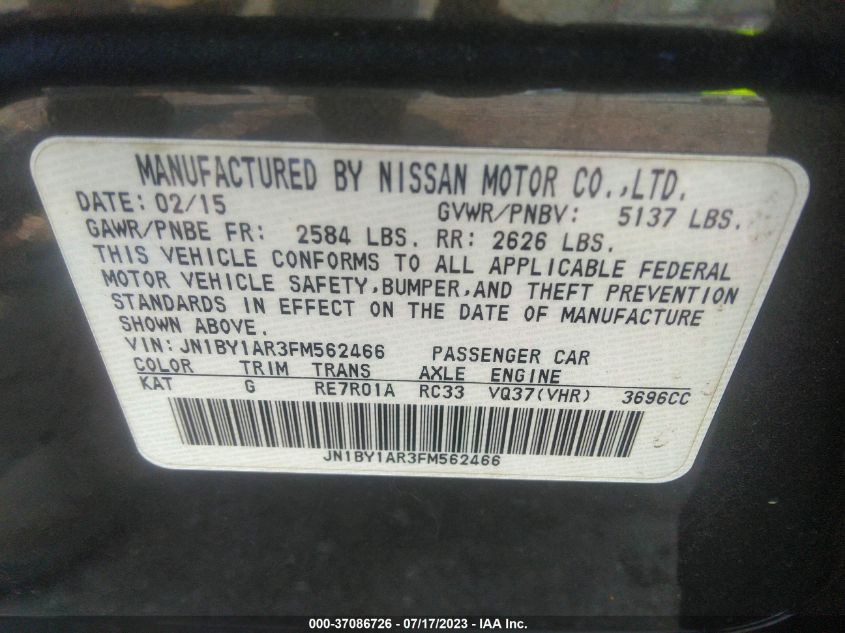 MANUFACTURED BY NISSAN MOTOR CO.,LTD.
DATE: 02/15 GVWR/PNBV: 5137 LBS.
GAWR/PNBE FR: 2584 LBS. RR: 2626 LBS.
THIS VEHICLE CONFORMS TO ALL APPLICABLE FEDERAL
MOTOR VEHICLE SAFETY,BUMPER,AND THEFT PREVENTION
STANDARDS IN EFFECT ON THE DATE OF MANUFACTURE
SHOWN ABOVE.
VIN: JN1BY1AR3FM562466 PASSENGER CAR
COLOR TRIM TRANS AXLE ENGINE
KAT G RE7R01A RC33 VQ37(VHR) 3696CC
JN1BY1AR3FM562466
000-37086726 - 07/17/2023 - IAA Inc.